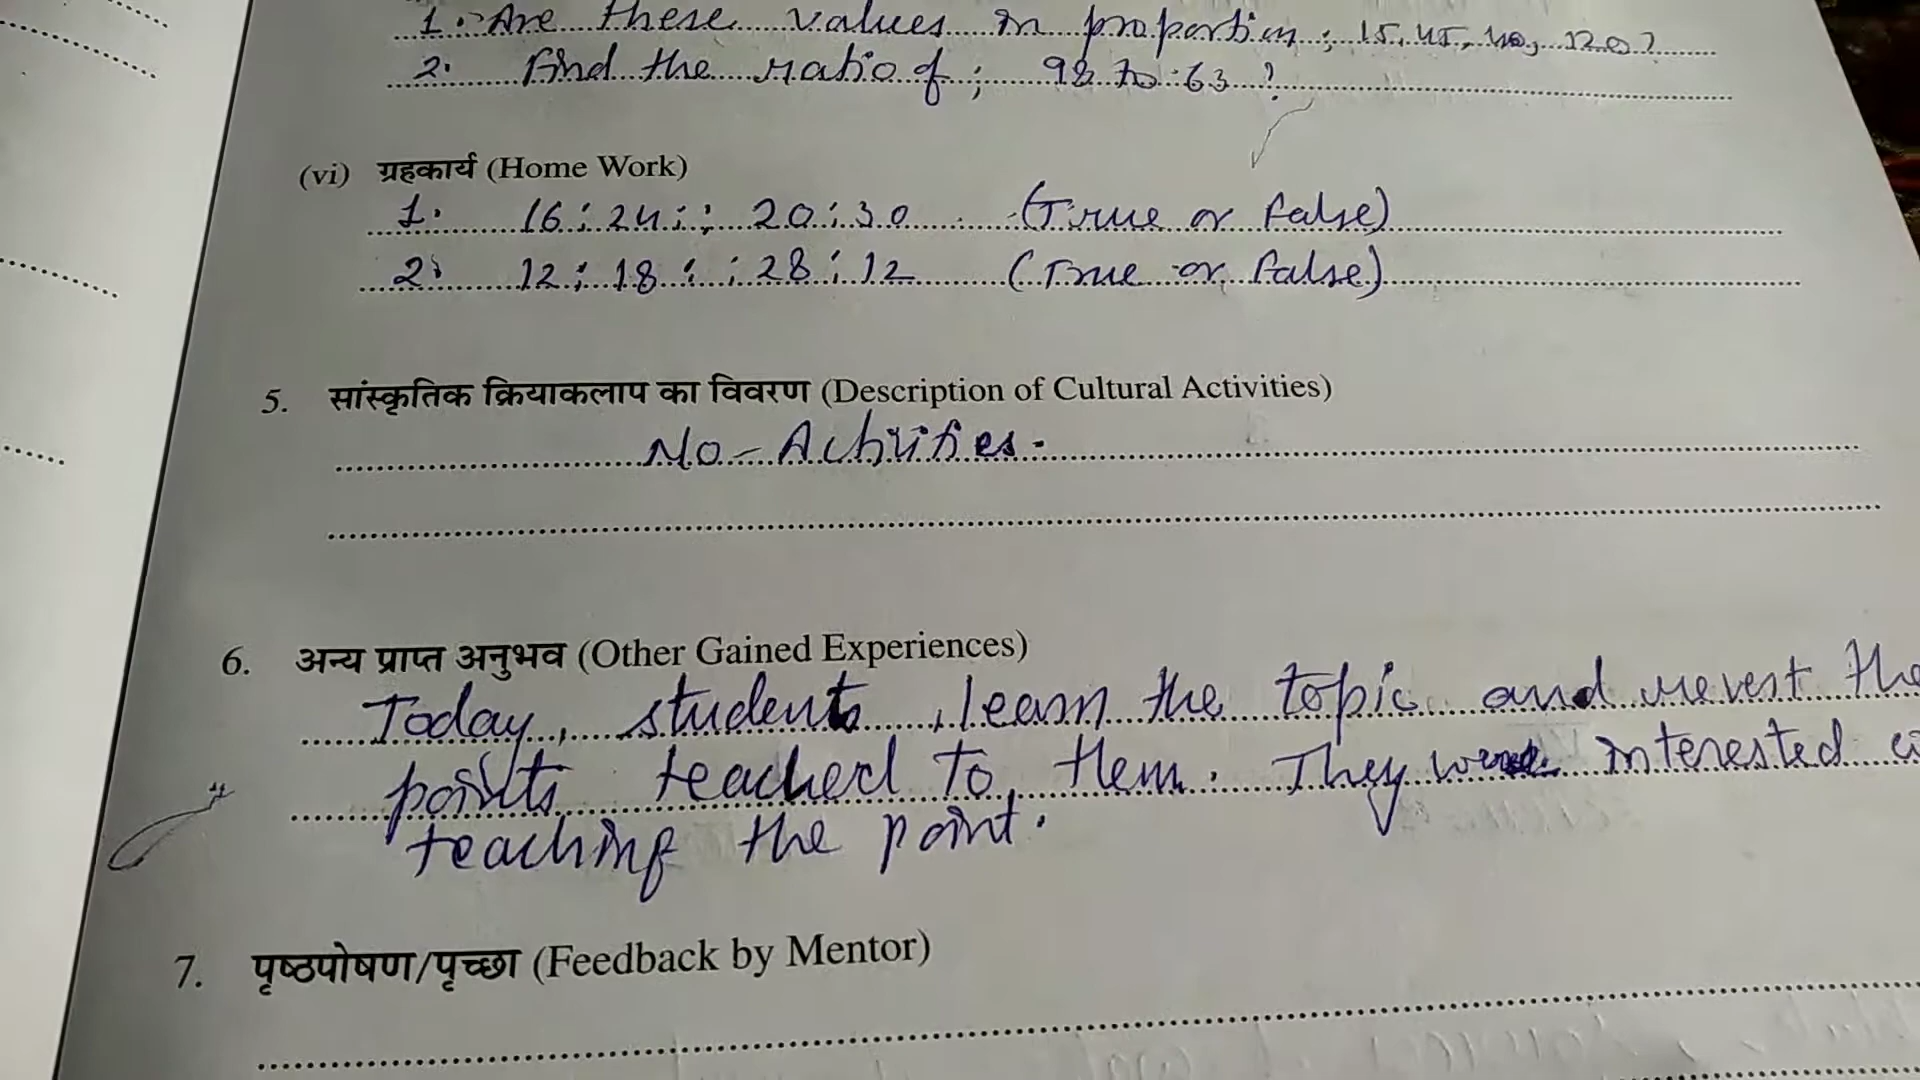 1. Are these values in proportion; 15, 45, 40, 120?
2. Find the ratio of; 98 to 63?
(vi) ग्रहकार्य (Home Work)
1. 16:24::20:30 (True or false)
2. 12:18::28:12 (True or false)
5. सांस्कृतिक क्रियाकलाप का विवरण (Description of Cultural Activities)
No-Activities.
6. अन्य प्राप्त अनुभव (Other Gained Experiences)
Today, students learn the topic and the
points teached to them. They were interested
teaching the point.
7. पृष्ठपोषण/पृच्छा (Feedback by Mentor)